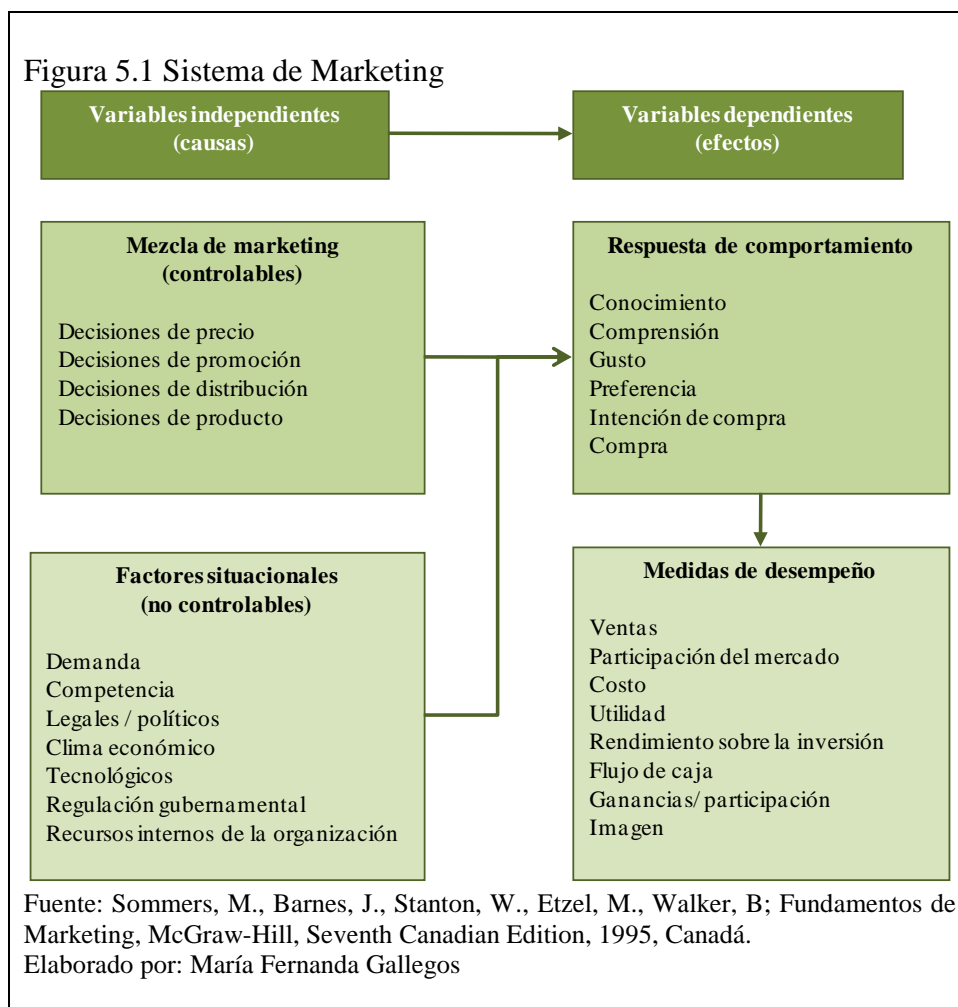 Figura 5.1 Sistema de Marketing
Variables independientes
(causas)
Variables dependientes
(efectos)
Mezcla de marketing
(controlables)
Decisiones de precio
Decisiones de promoción
Decisiones de distribución
Decisiones de producto
Respuesta de comportamiento
Conocimiento
Comprensión
Gusto
Preferencia
Intención de compra
Compra
Factores situacionales
(no controlables)
Demanda
Competencia
Legales / políticos
Clima económico
Tecnológicos
Regulación gubernamental
Recursos internos de la organización
Medidas de desempeño
Ventas
Participación del mercado
Costo
Utilidad
Rendimiento sobre la inversión
Flujo de caja
Ganancias/ participación
Imagen
Fuente: Sommers, M., Barnes, J., Stanton, W., Etzel, M., Walker, B; Fundamentos de
Marketing, McGraw-Hill, Seventh Canadian Edition, 1995, Canadá.
Elaborado por: María Fernanda Gallegos